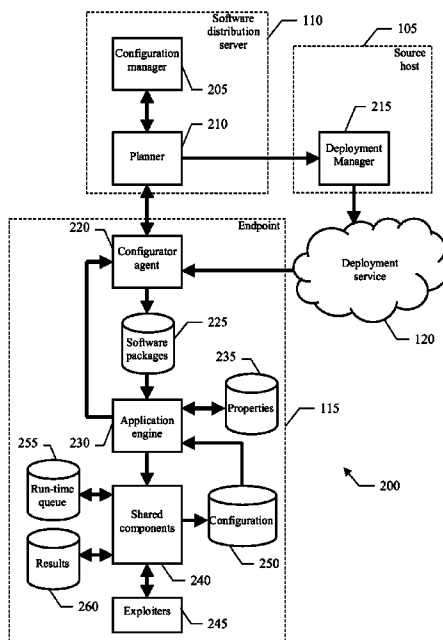 Software
distribution
server
110
105
Configuration
manager
205
Source
host
210
215
Planner
Deployment
Manager
220
Endpoint
Configurator
agent
Deployment
service
120
225
Software
packages
235
Properties
115
Application
engine
230
255
Run-time
queue
Shared
components
Configuration
200
250
Results
240
260
Exploiters
245